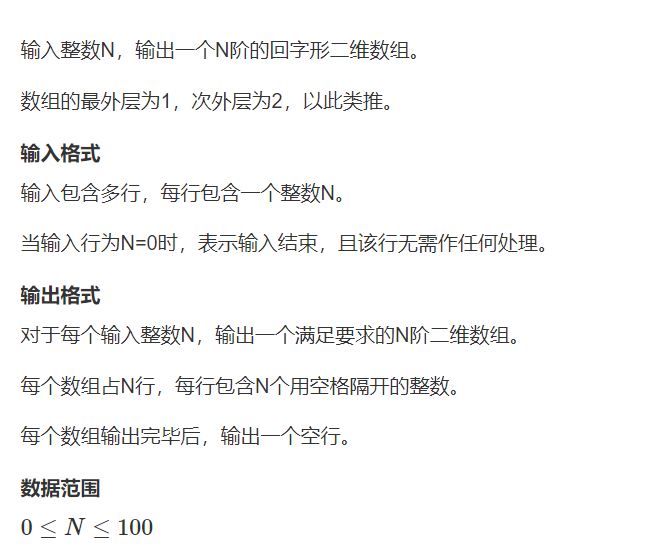 输入整数N，输出一个N阶的回字形二维数组。
数组的最外层为1，次外层为2，以此类推。
输入格式
输入包含多行，每行包含一个整数N。
当输入行为N=0时，表示输入结束，且该行无需作任何处理。
输出格式
对于每个输入整数N，输出一个满足要求的N阶二维数组。
每个数组占N行，每行包含N个用空格隔开的整数。
每个数组输出完毕后，输出一个空行。
数据范围
0 ≤ N ≤ 100